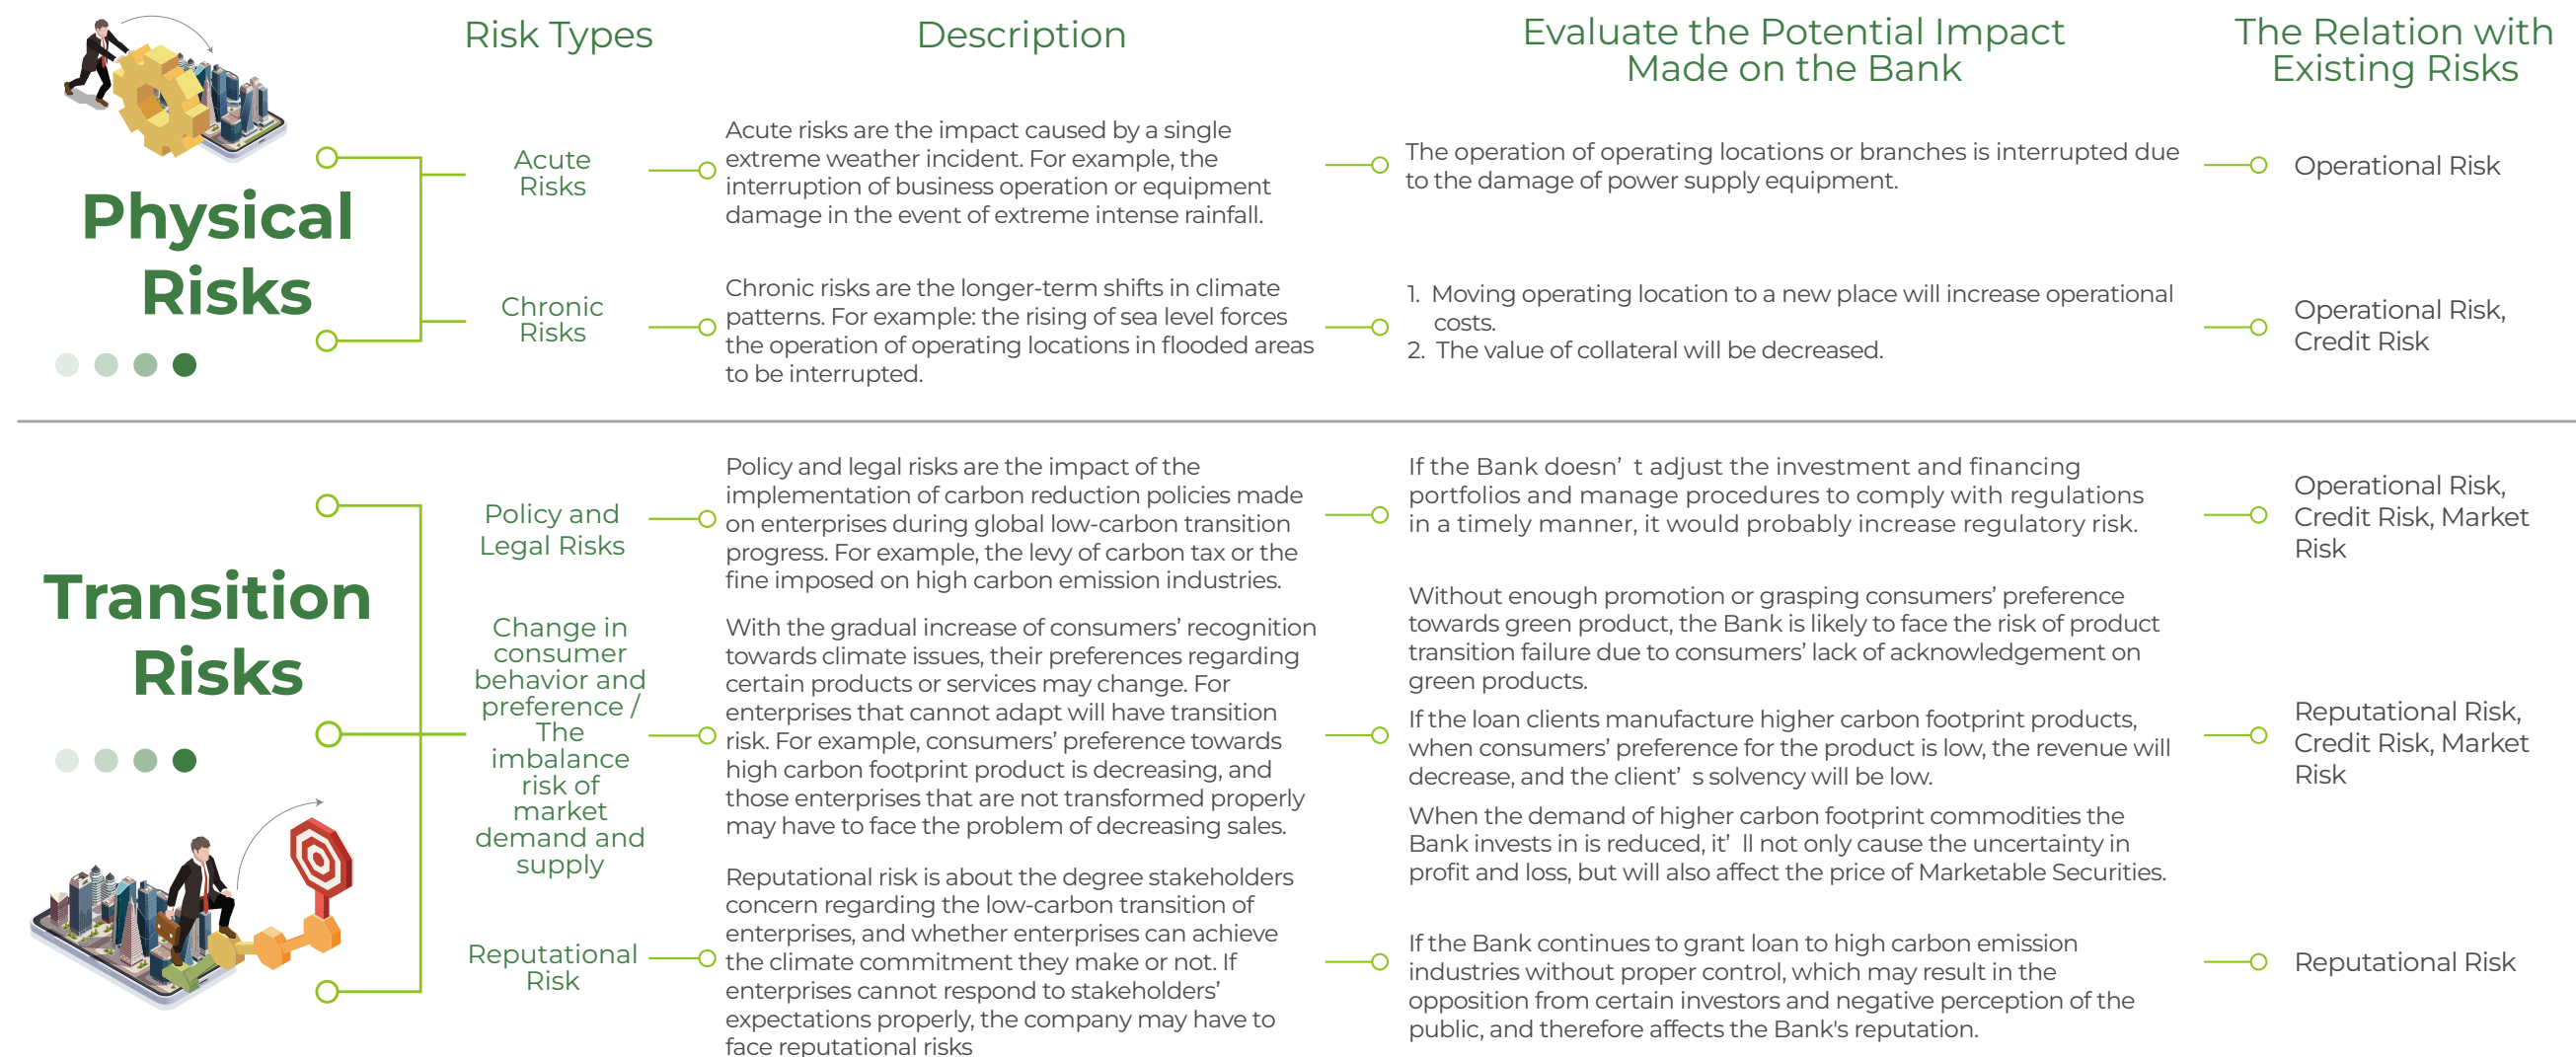 Risk Types
Description
Evaluate the Potential Impact
Made on the Bank
The Relation with
Existing Risks
Physical
Risks
Acute
Risks
Acute risks are the impact caused by a single
extreme weather incident. For example, the
interruption of business operation or equipment
damage in the event of extreme intense rainfall.
The operation of operating locations or branches is interrupted due
to the damage of power supply equipment.
Operational Risk
Chronic
Risks
Chronic risks are the longer-term shifts in climate
patterns. For example: the rising of sea level forces
the operation of operating locations in flooded areas
to be interrupted.
1. Moving operating location to a new place will increase operational
costs.
2. The value of collateral will be decreased.
Operational Risk,
Credit Risk
Transition
Risks
Policy and
Legal Risks
Policy and legal risks are the impact of the
implementation of carbon reduction policies made
on enterprises during global low-carbon transition
progress. For example, the levy of carbon tax or the
fine imposed on high carbon emission industries.
If the Bank doesn’ t adjust the investment and financing
portfolios and manage procedures to comply with regulations
in a timely manner, it would probably increase regulatory risk.
Operational Risk,
Credit Risk, Market
Risk
Change in
consumer
behavior and
preference /
The
imbalance
risk of
market
demand and
supply
With the gradual increase of consumers’ recognition
towards climate issues, their preferences regarding
certain products or services may change. For
enterprises that cannot adapt will have transition
risk. For example, consumers’ preference towards
high carbon footprint product is decreasing, and
those enterprises that are not transformed properly
may have to face the problem of decreasing sales.
Without enough promotion or grasping consumers’ preference
towards green product, the Bank is likely to face the risk of product
transition failure due to consumers’ lack of acknowledgement on
green products.
If the loan clients manufacture higher carbon footprint products,
when consumers’ preference for the product is low, the revenue will
decrease, and the client’ s solvency will be low.
When the demand of higher carbon footprint commodities the
Bank invests in is reduced, it’ ll not only cause the uncertainty in
profit and loss, but will also affect the price of Marketable Securities.
Reputational Risk,
Credit Risk, Market
Risk
Reputational
Risk
Reputational risk is about the degree stakeholders
concern regarding the low-carbon transition of
enterprises, and whether enterprises can achieve
the climate commitment they make or not. If
enterprises cannot respond to stakeholders’
expectations properly, the company may have to
face reputational risks
If the Bank continues to grant loan to high carbon emission
industries without proper control, which may result in the
opposition from certain investors and negative perception of the
public, and therefore affects the Bank's reputation.
Reputational Risk